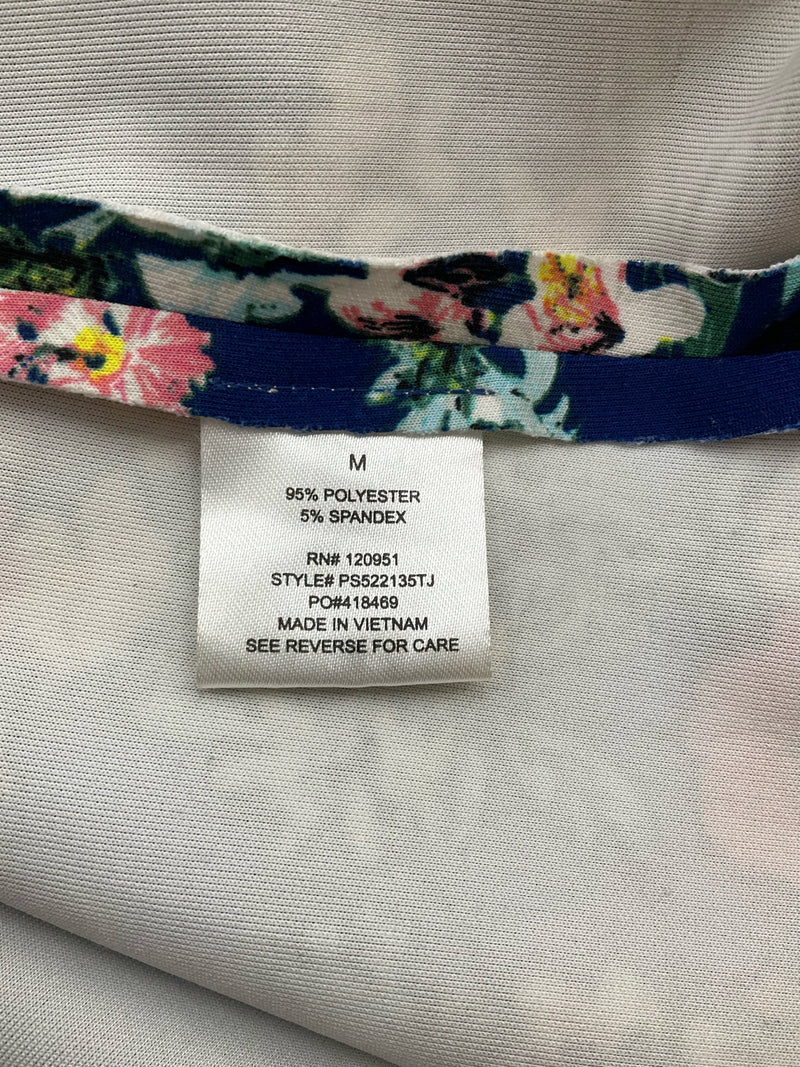 M
95% POLYESTER
5% SPANDEX
RN# 120951
STYLE# PS522135TJ
PO#418469
MADE IN VIETNAM
SEE REVERSE FOR CARE